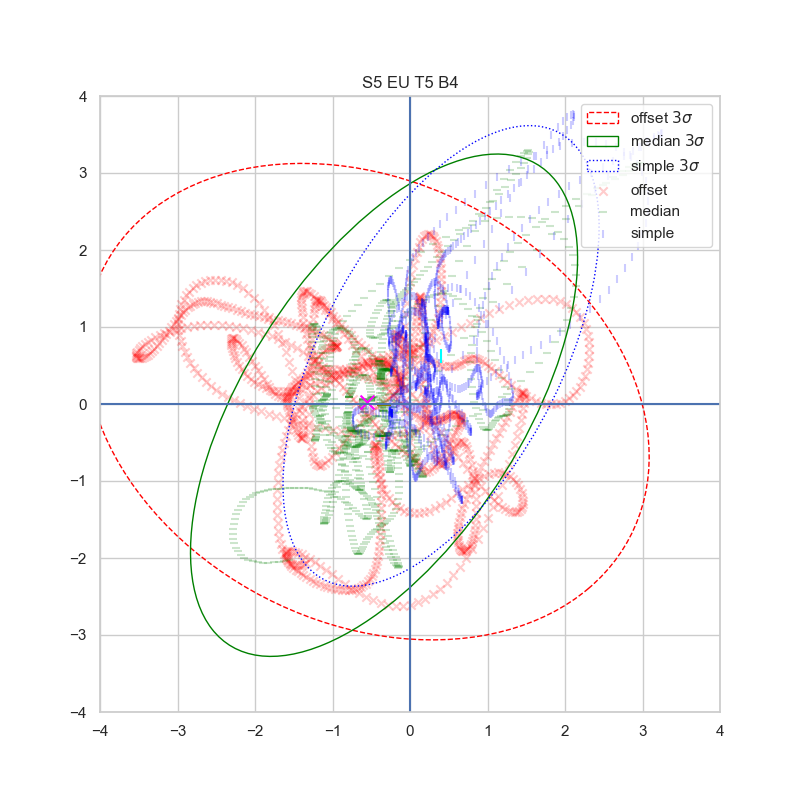 S5 EU T5 B4
offset 3σ
median 3σ
simple 3σ
offset
median
simple
4
3
2
1
0
−1
−2
−3
−4
−4 −3 −2 −1 0 1 2 3 4